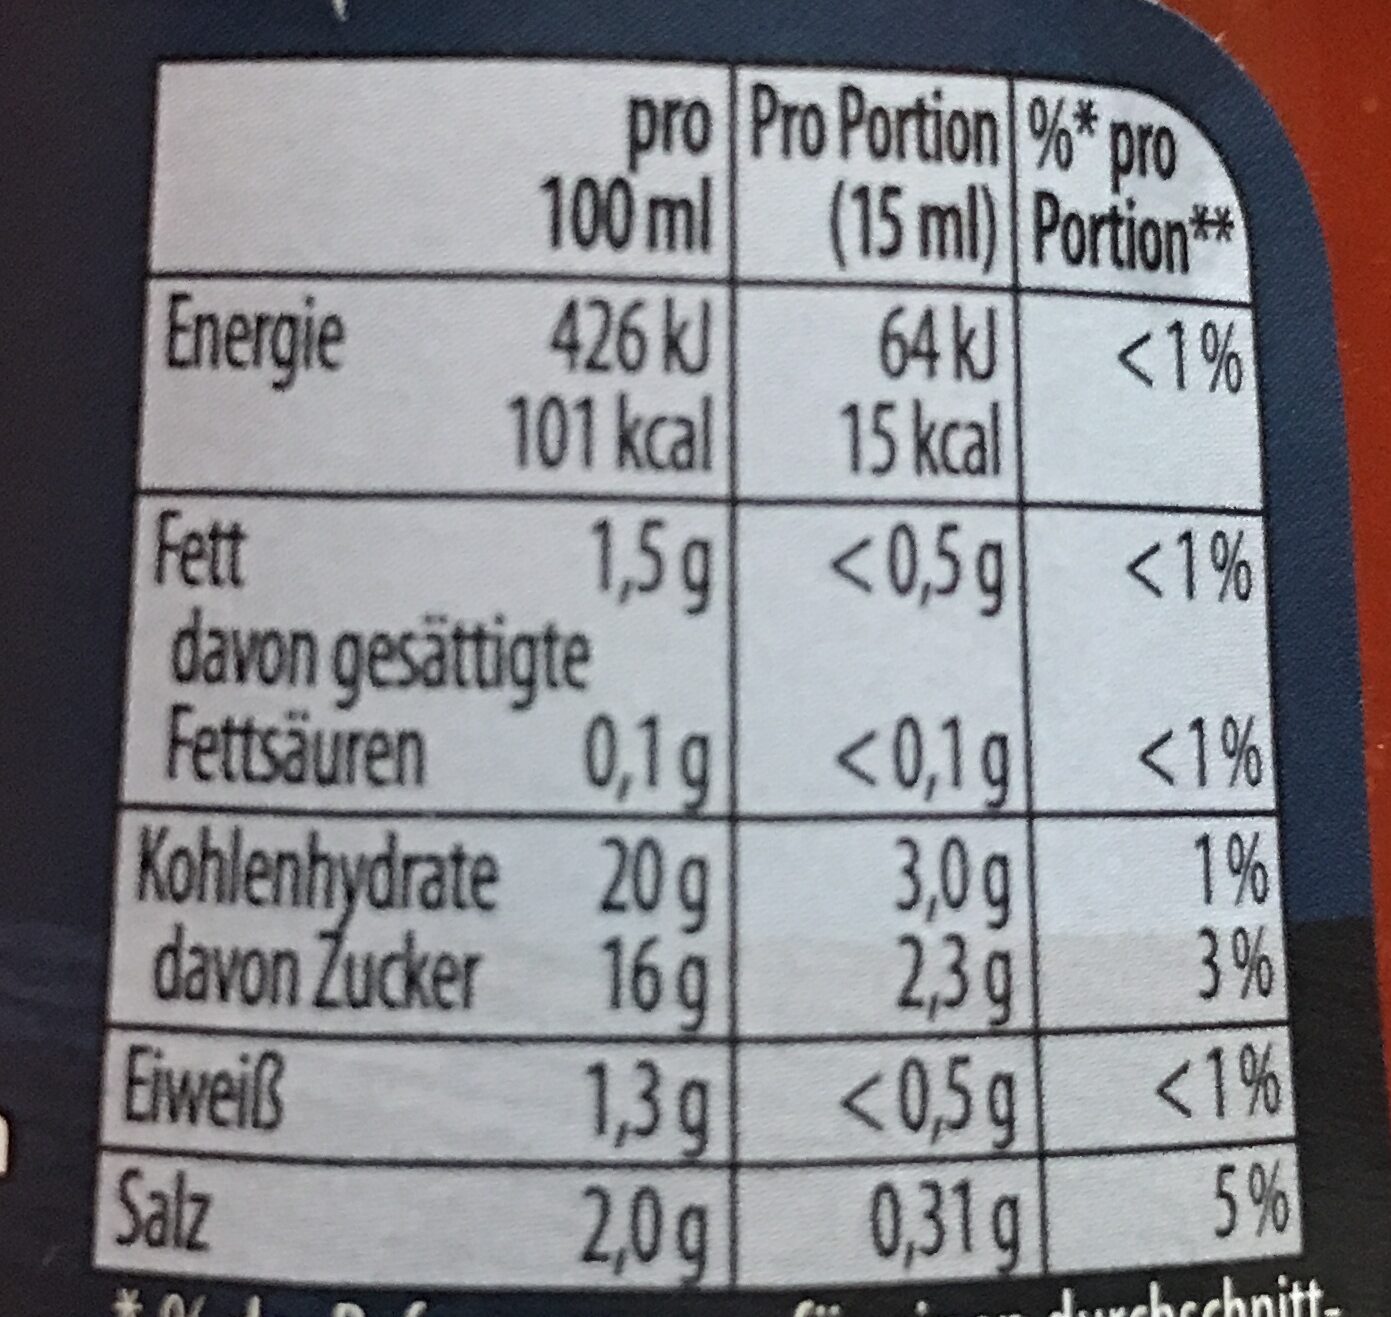 pro Pro Portion %* pro
100 ml (15 ml) Portion**
Energie 426 kJ 64 kJ <1%
101 kcal 15 kcal
Fett 1,5 g <0,5 g <1%
davon gesättigte
Fettsäuren 0,1 g <0,1 g <1%
Kohlenhydrate 20 g 3,0 g 1%
davon Zucker 16 g 2,3 g 3%
Eiweiß 1,3 g <0,5 g <1%
Salz 2,0 g 0,31 g 5%
durchschnitt-